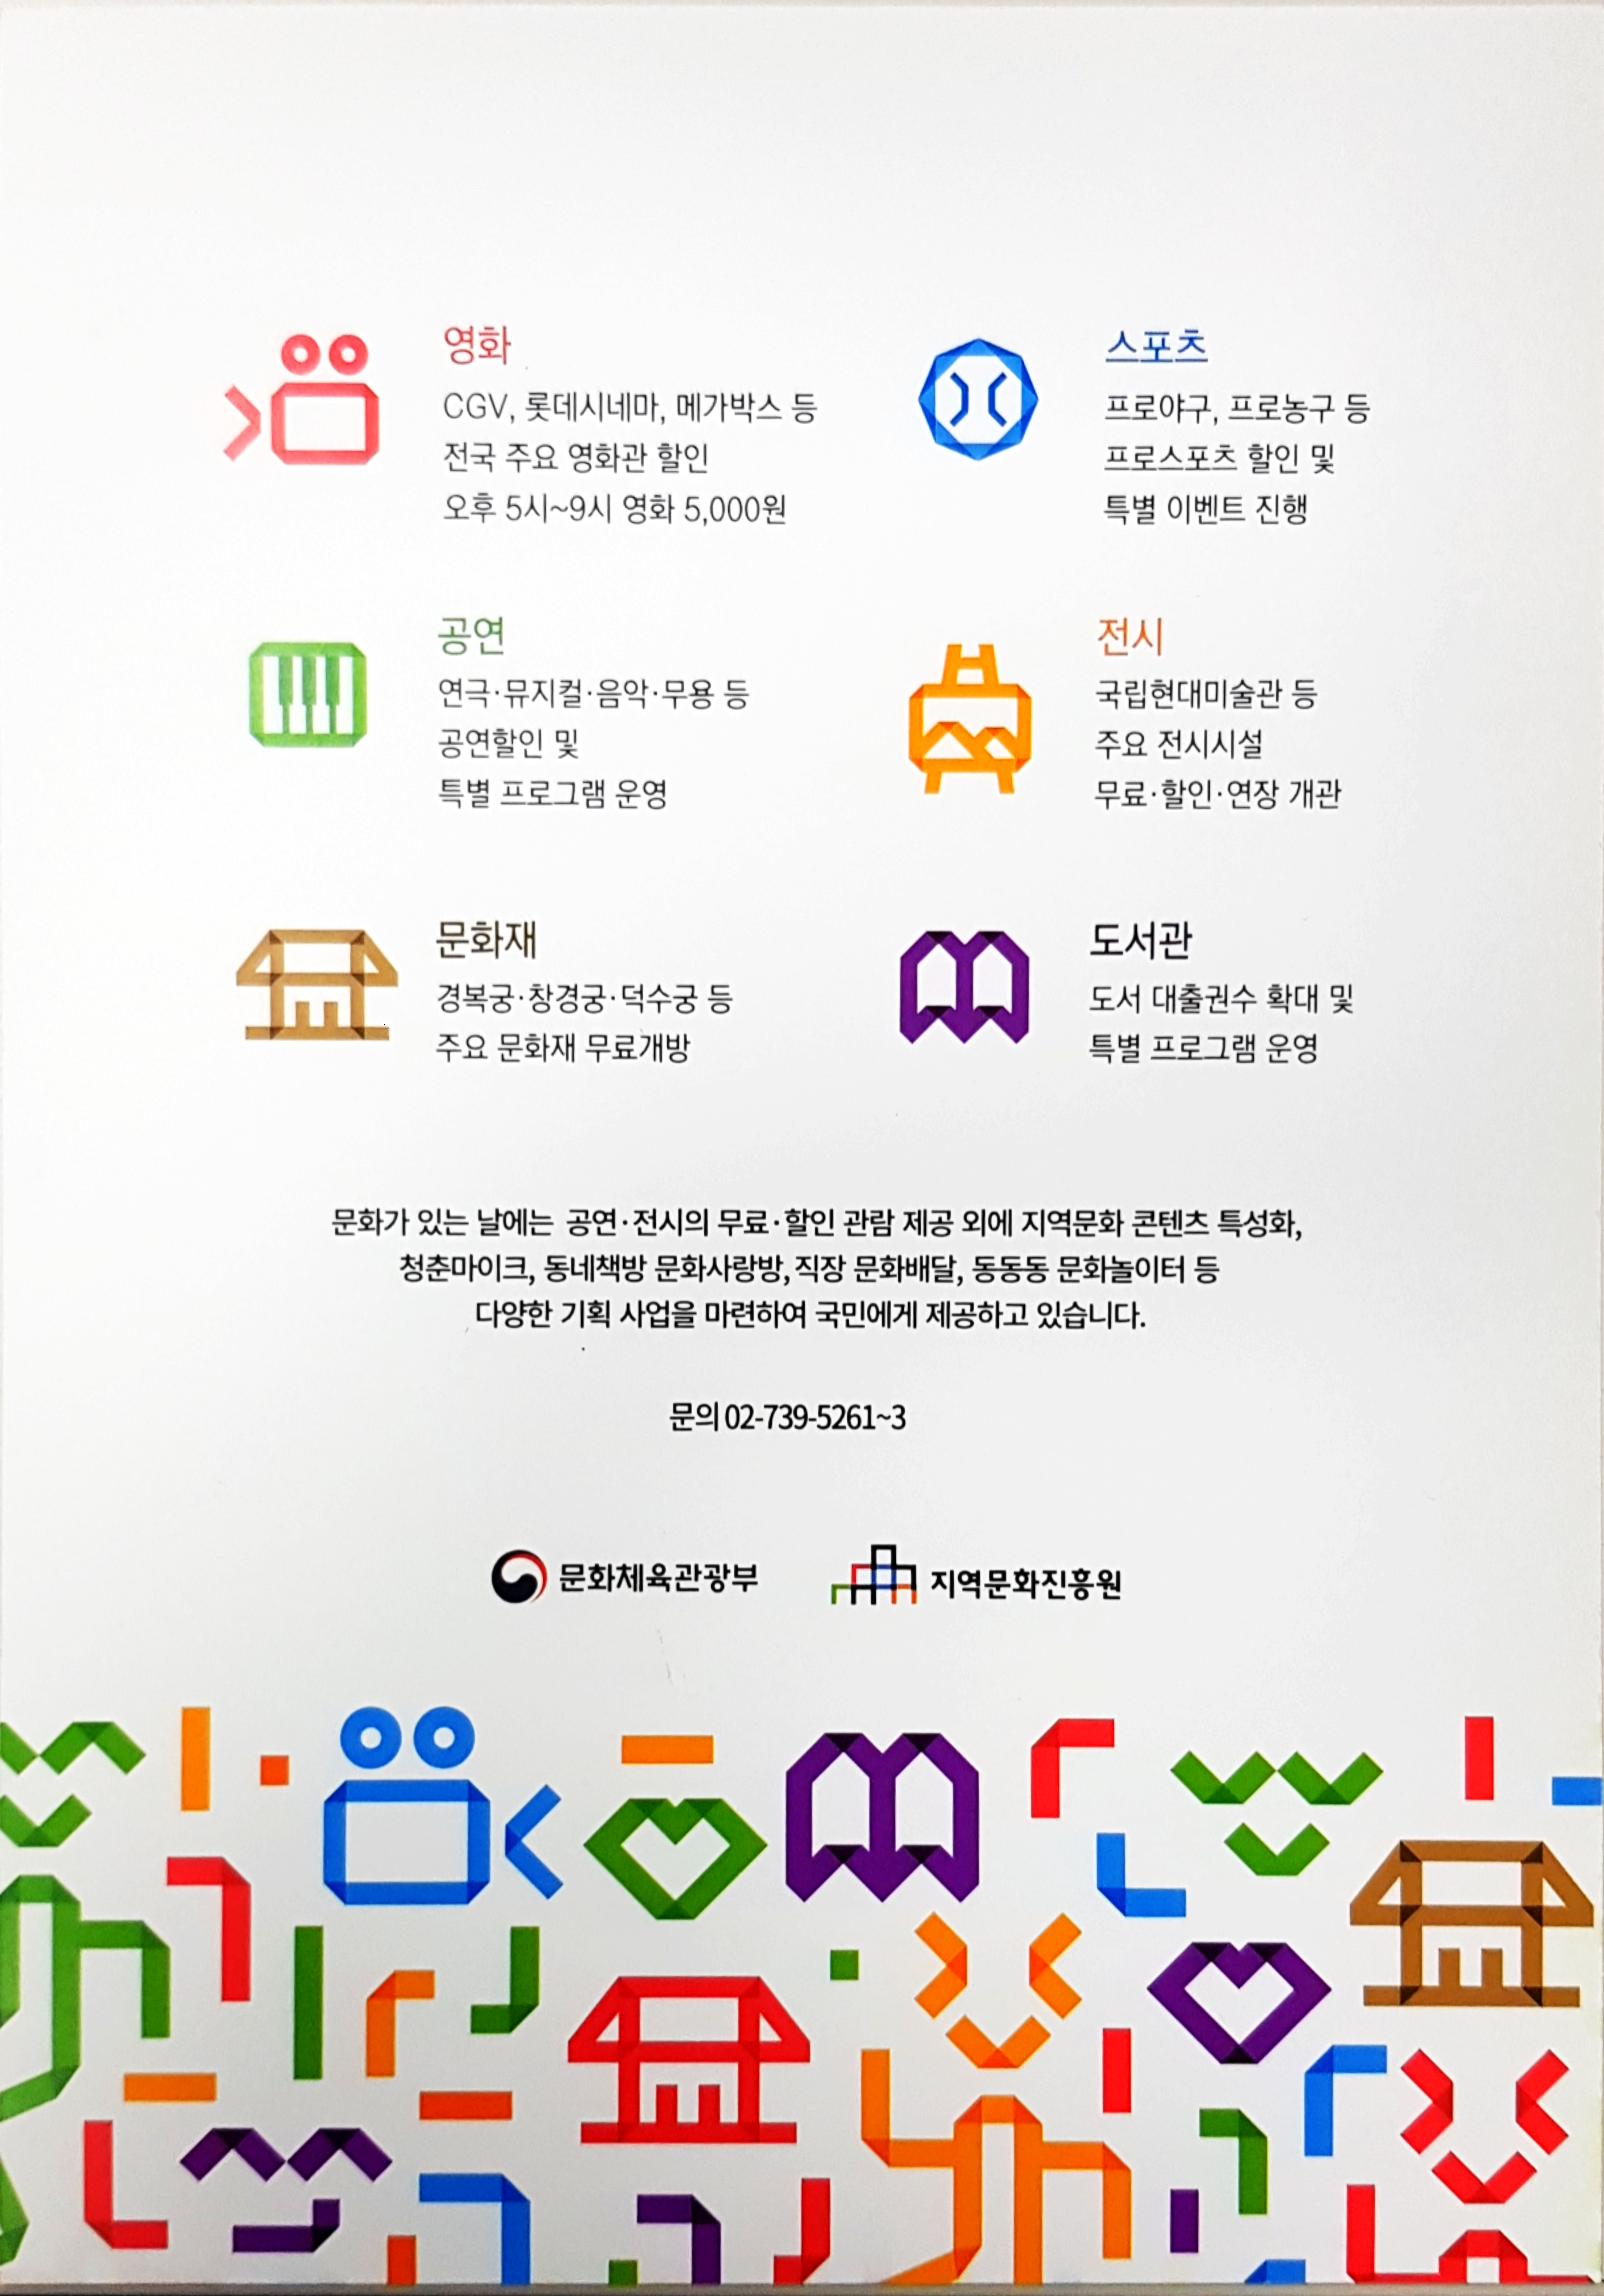 영화
CGV, 롯데시네마, 메가박스 등
전국 주요 영화관 할인
오후 5시~9시 영화 5,000원
스포츠
프로야구, 프로농구 등
프로스포츠 할인 및
특별 이벤트 진행
공연
연극·뮤지컬·음악·무용 등
공연할인 및
특별 프로그램 운영
전시
국립현대미술관 등
주요 전시시설
무료·할인·연장 개관
문화재
경복궁·창경궁·덕수궁 등
주요 문화재 무료개방
도서관
도서 대출권수 확대 및
특별 프로그램 운영
문화가 있는 날에는 공연·전시의 무료·할인 관람 제공 외에 지역문화 콘텐츠 특성화,
청춘마이크, 동네책방 문화사랑방, 직장 문화배달, 동동동 문화놀이터 등
다양한 기획 사업을 마련하여 국민에게 제공하고 있습니다.
문의 02-739-5261~3
문화체육관광부
지역문화진흥원